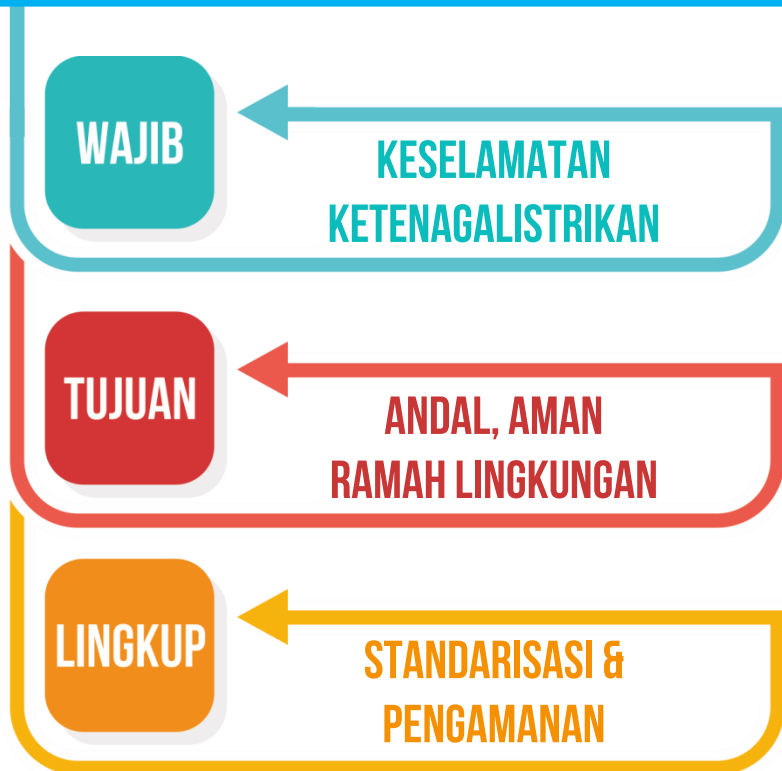 WAJIB
KESELAMATAN
KETENAGALISTRIKAN
TUJUAN
ANDAL, AMAN
RAMAH LINGKUNGAN
LINGKUP
STANDARISASI &
PENGAMANAN